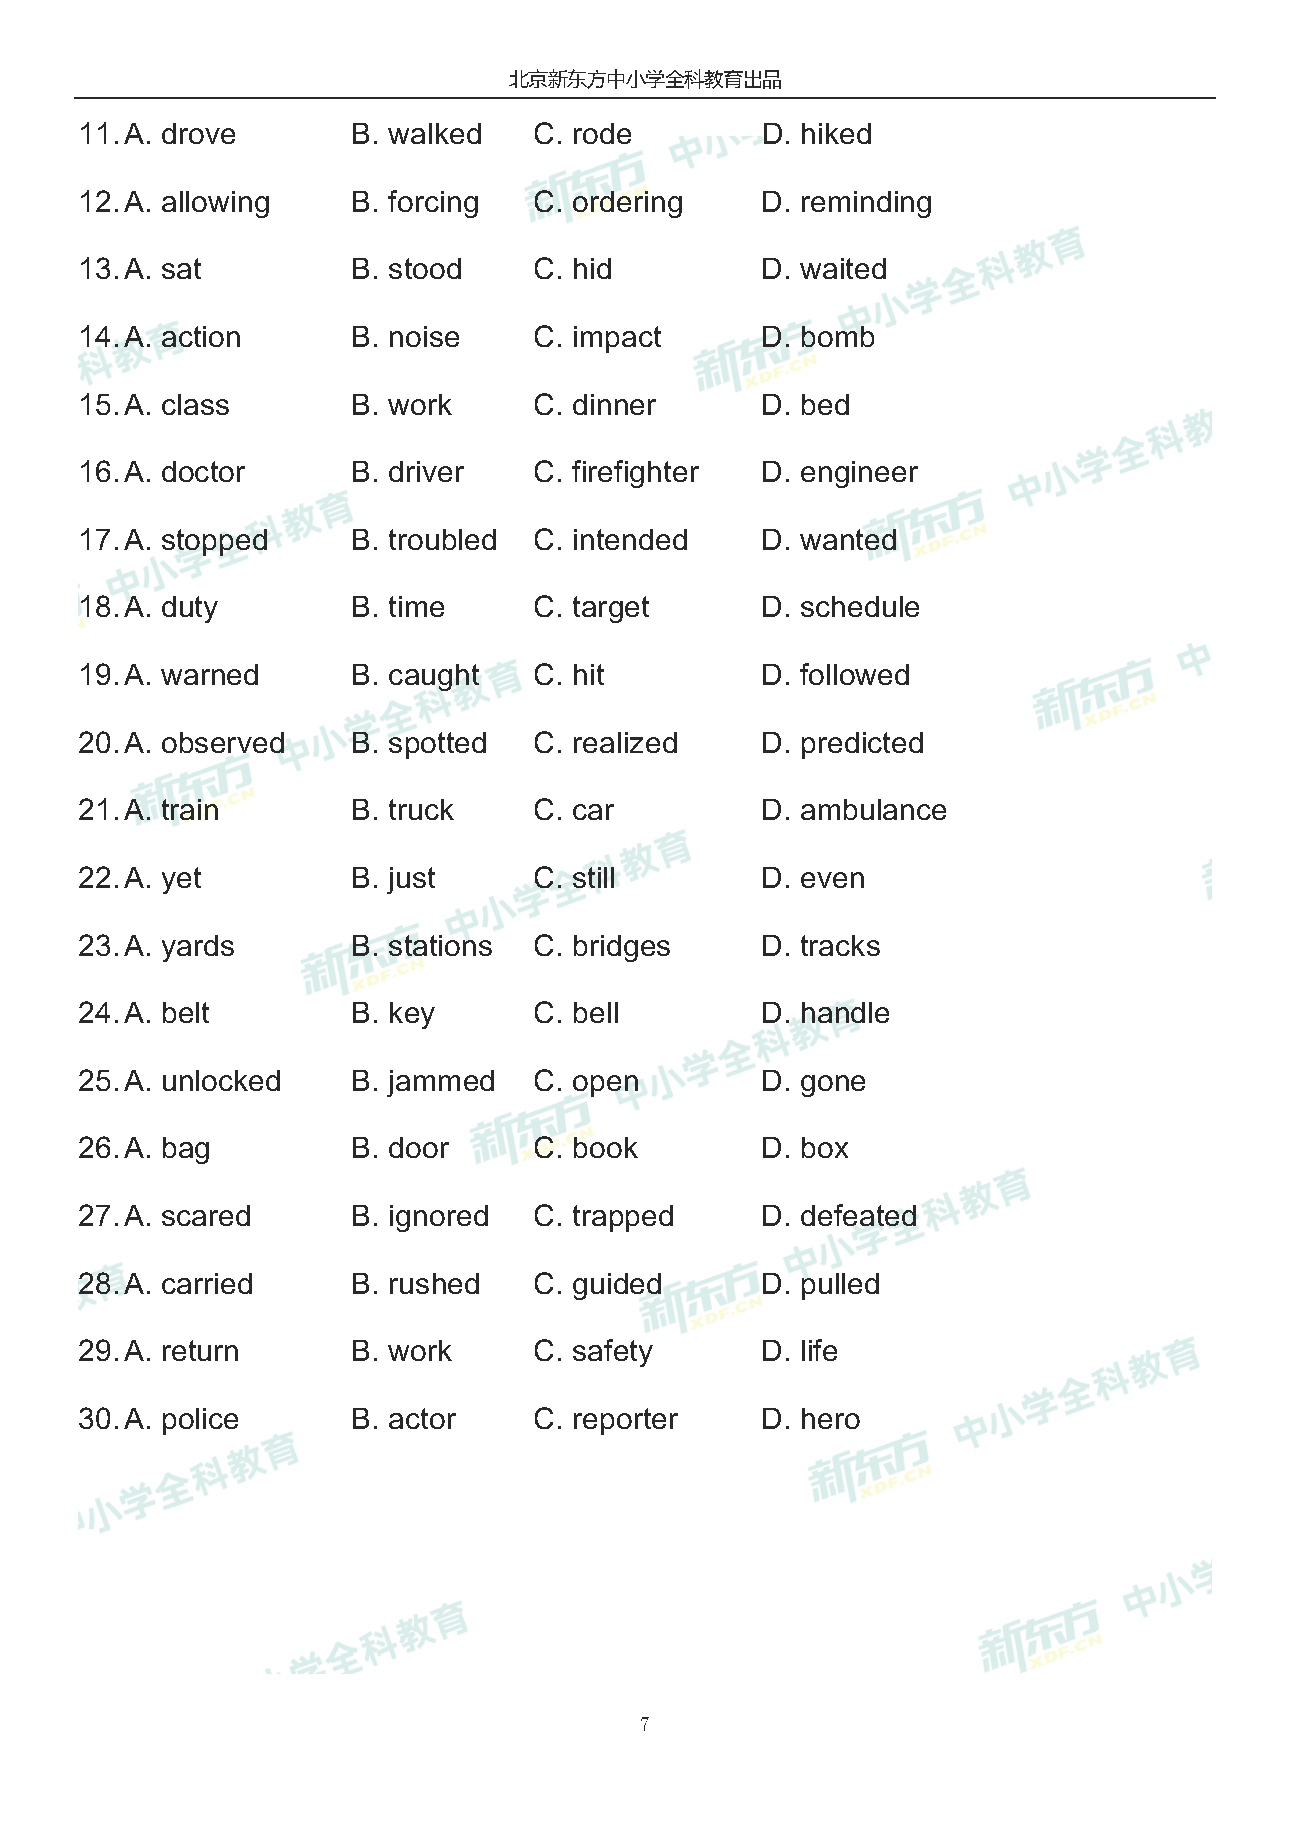 北京新东方中小学全科教育出品
11. A. drove B. walked C. rode D. hiked
12. A. allowing B. forcing C. ordering D. reminding
13. A. sat B. stood C. hid D. waited
14. A. action B. noise C. impact D. bomb
15. A. class B. work C. dinner D. bed
16. A. doctor B. driver C. firefighter D. engineer
17. A. stopped B. troubled C. intended D. wanted
18. A. duty B. time C. target D. schedule
19. A. warned B. caught C. hit D. followed
20. A. observed B. spotted C. realized D. predicted
21. A. train B. truck C. car D. ambulance
22. A. yet B. just C. still D. even
23. A. yards B. stations C. bridges D. tracks
24. A. belt B. key C. bell D. handle
25. A. unlocked B. jammed C. open D. gone
26. A. bag B. door C. book D. box
27. A. scared B. ignored C. trapped D. defeated
28. A. carried B. rushed C. guided D. pulled
29. A. return B. work C. safety D. life
30. A. police B. actor C. reporter D. hero
新东方 XDF.CN 中小学全科教育
7